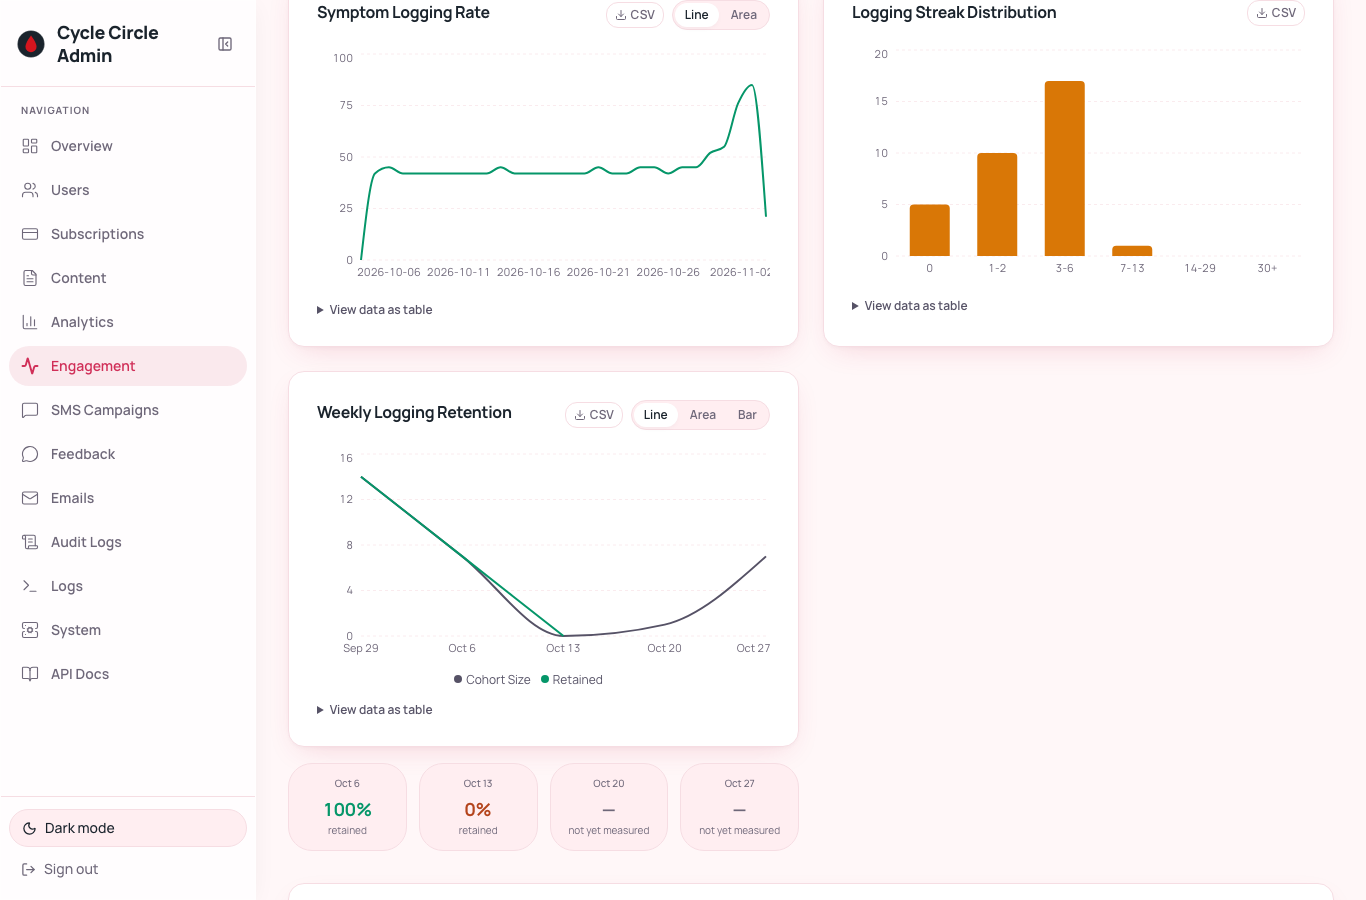 Cycle Circle
Admin
NAVIGATION
Overview
Users
Subscriptions
Content
Analytics
Engagement
SMS Campaigns
Feedback
Emails
Audit Logs
Logs
System
API Docs
Dark mode
Sign out
Symptom Logging Rate
CSV
Line
Area
100
75
50
25
0
2026-10-06 2026-10-11 2026-10-16 2026-10-21 2026-10-26 2026-11-02
View data as table
Logging Streak Distribution
CSV
20
15
10
5
0
0 1-2 3-6 7-13 14-29 30+
View data as table
Weekly Logging Retention
CSV
Line
Area
Bar
16
12
8
4
0
Sep 29 Oct 6 Oct 13 Oct 20 Oct 27
Cohort Size Retained
View data as table
Oct 6
100%
retained
Oct 13
0%
retained
Oct 20
—
not yet measured
Oct 27
—
not yet measured